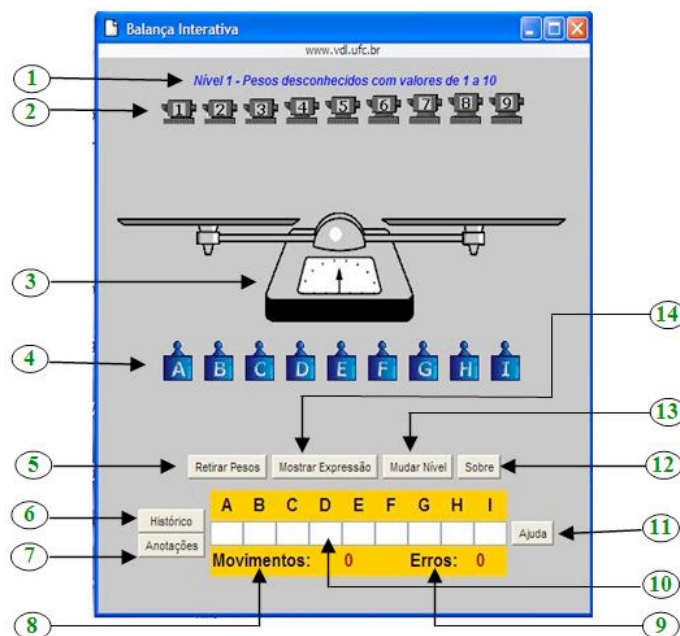 Balança Interativa
www.vdl.ufc.br
1 Nível 1 - Pesos desconhecidos com valores de 1 a 10
2 1 2 3 4 5 6 7 8 9
3
14
4 A B C D E F G H I
13
5 Retirar Pesos Mostrar Expressão Mudar Nível Sobre 12
A B C D E F G H I
6 Histórico
Ajuda 11
7 Anotações
Movimentos: 0 Erros: 0
10
8 9